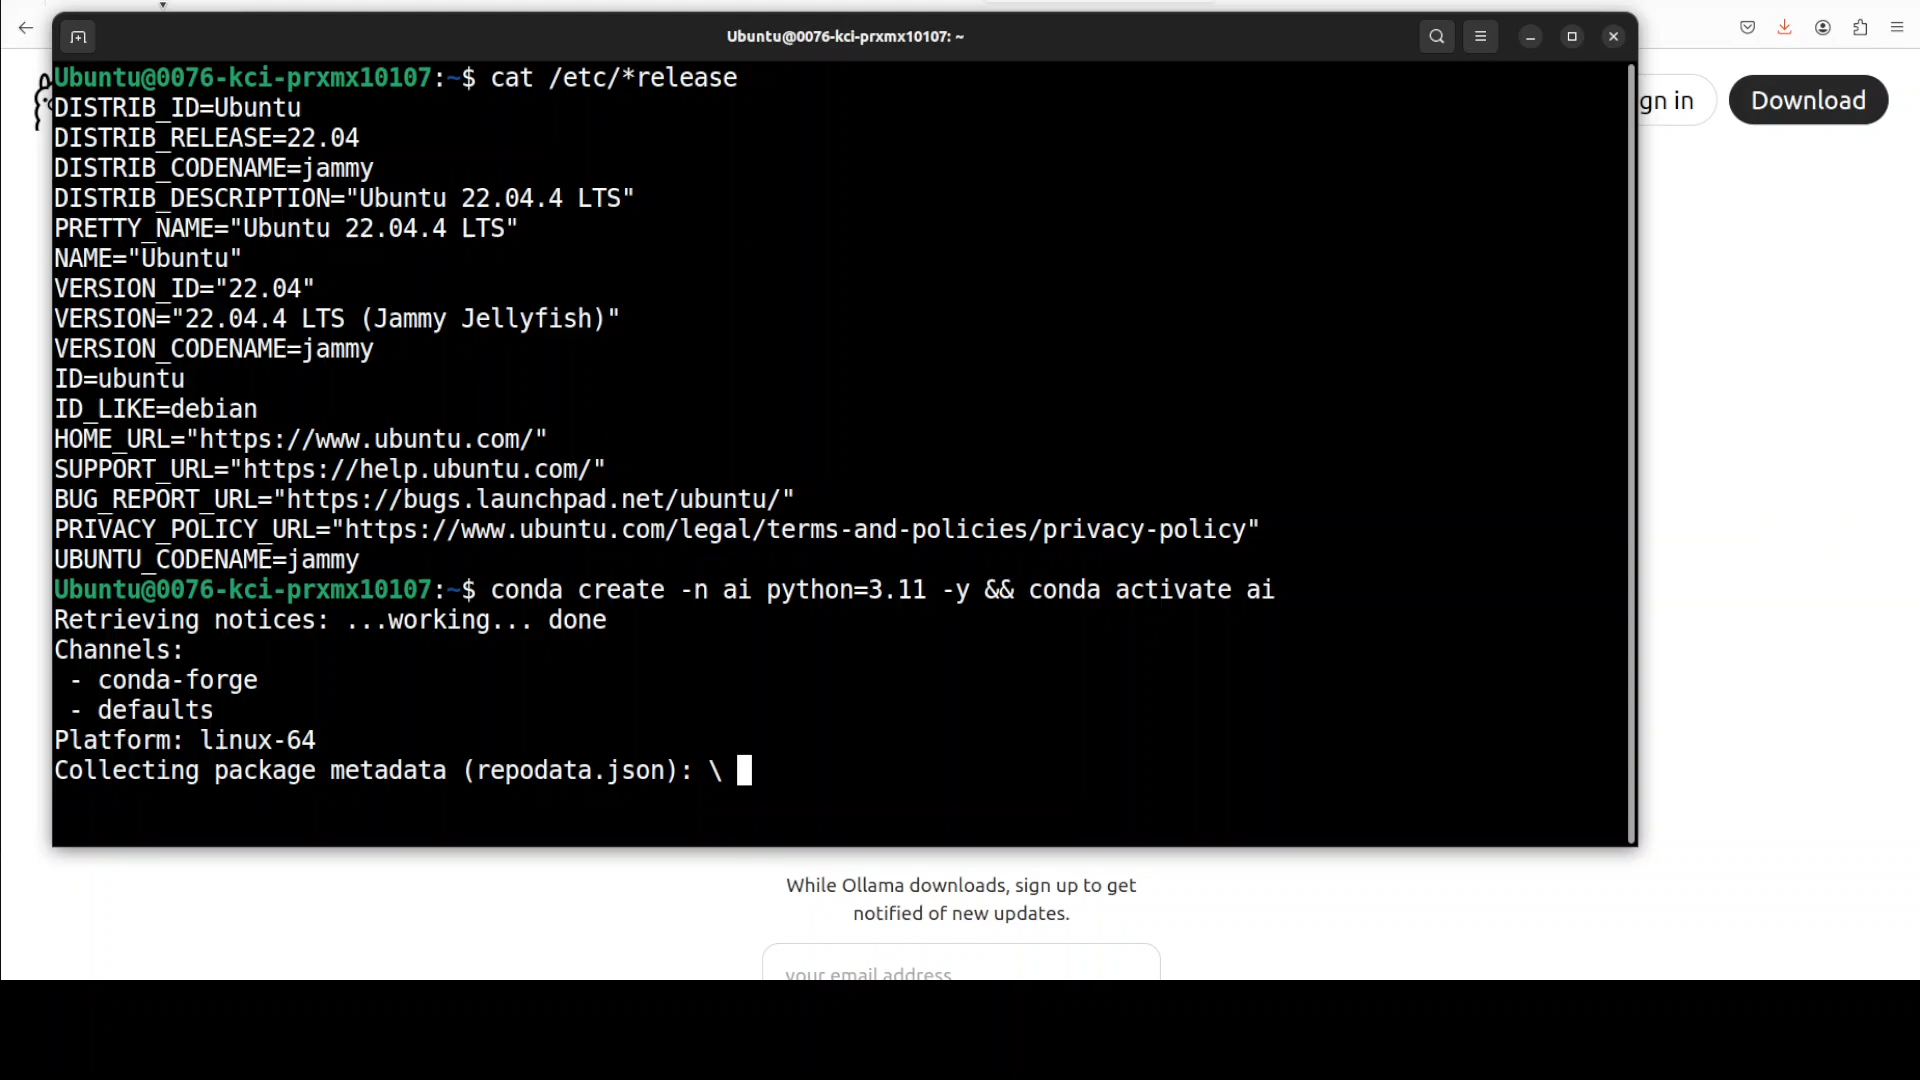 Ubuntu@0076-kci-prxmx10107: ~
Ubuntu@0076-kci-prxmx10107:~$ cat /etc/*release
DISTRIB_ID=Ubuntu
DISTRIB_RELEASE=22.04
DISTRIB_CODENAME=jammy
DISTRIB_DESCRIPTION="Ubuntu 22.04.4 LTS"
PRETTY_NAME="Ubuntu 22.04.4 LTS"
NAME="Ubuntu"
VERSION_ID="22.04"
VERSION="22.04.4 LTS (Jammy Jellyfish)"
VERSION_CODENAME=jammy
ID=ubuntu
ID_LIKE=debian
HOME_URL="https://www.ubuntu.com/"
SUPPORT_URL="https://help.ubuntu.com/"
BUG_REPORT_URL="https://bugs.launchpad.net/ubuntu/"
PRIVACY_POLICY_URL="https://www.ubuntu.com/legal/terms-and-policies/privacy-policy"
UBUNTU_CODENAME=jammy
Ubuntu@0076-kci-prxmx10107:~$ conda create -n ai python=3.11 -y && conda activate ai
Retrieving notices: ...working... done
Channels:
- conda-forge
- defaults
Platform: linux-64
Collecting package metadata (repodata.json): \
gn in
Download
While Ollama downloads, sign up to get
notified of new updates.
your email address